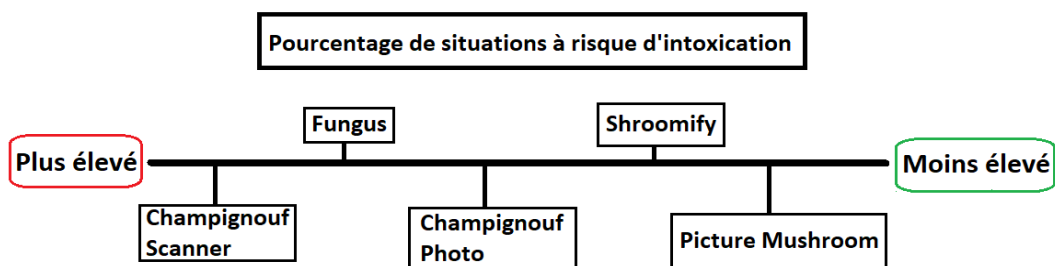 Pourcentage de situations à risque d'intoxication
Fungus
Shroomify
Plus élevé
Moins élevé
Champignouf
Scanner
Champignouf
Photo
Picture Mushroom